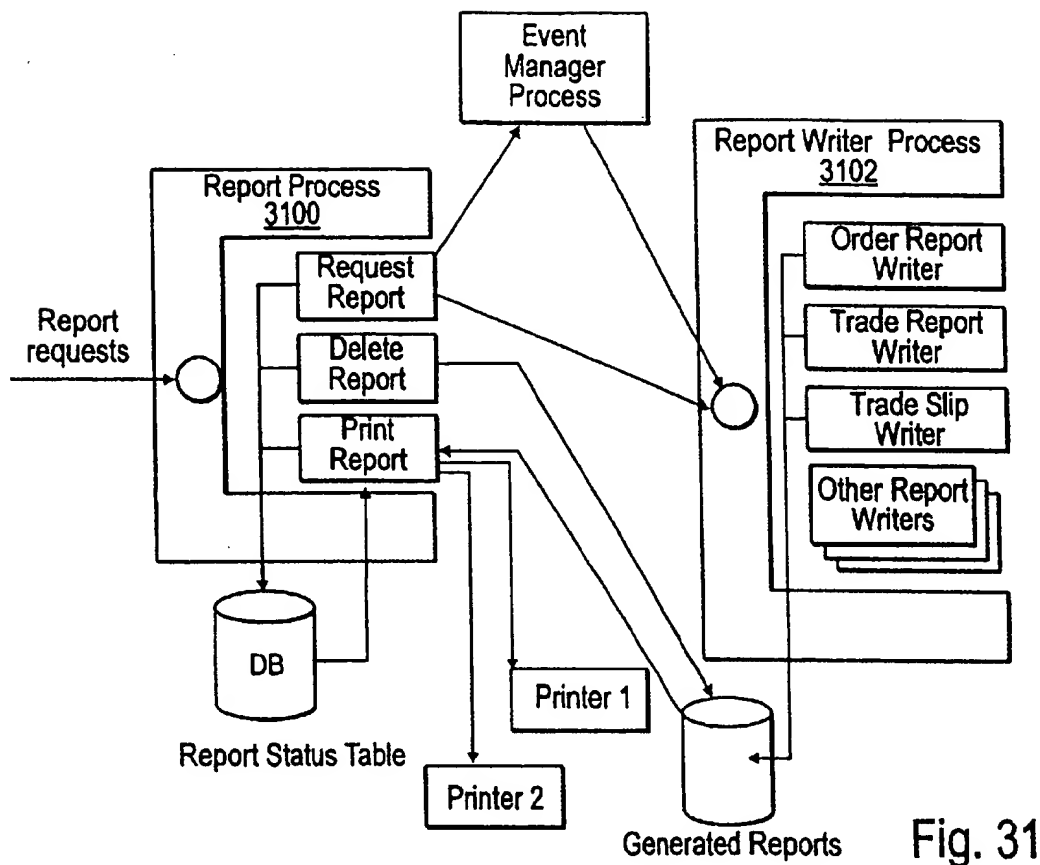 Event
Manager
Process
Report Writer Process
3102
Report Process
3100
Order Report
Writer
Request
Report
Report
requests
Trade Report
Writer
Delete
Report
Trade Slip
Writer
Print
Report
Other Report
Writers
DB
Printer 1
Report Status Table
Printer 2
Generated Reports
Fig. 31